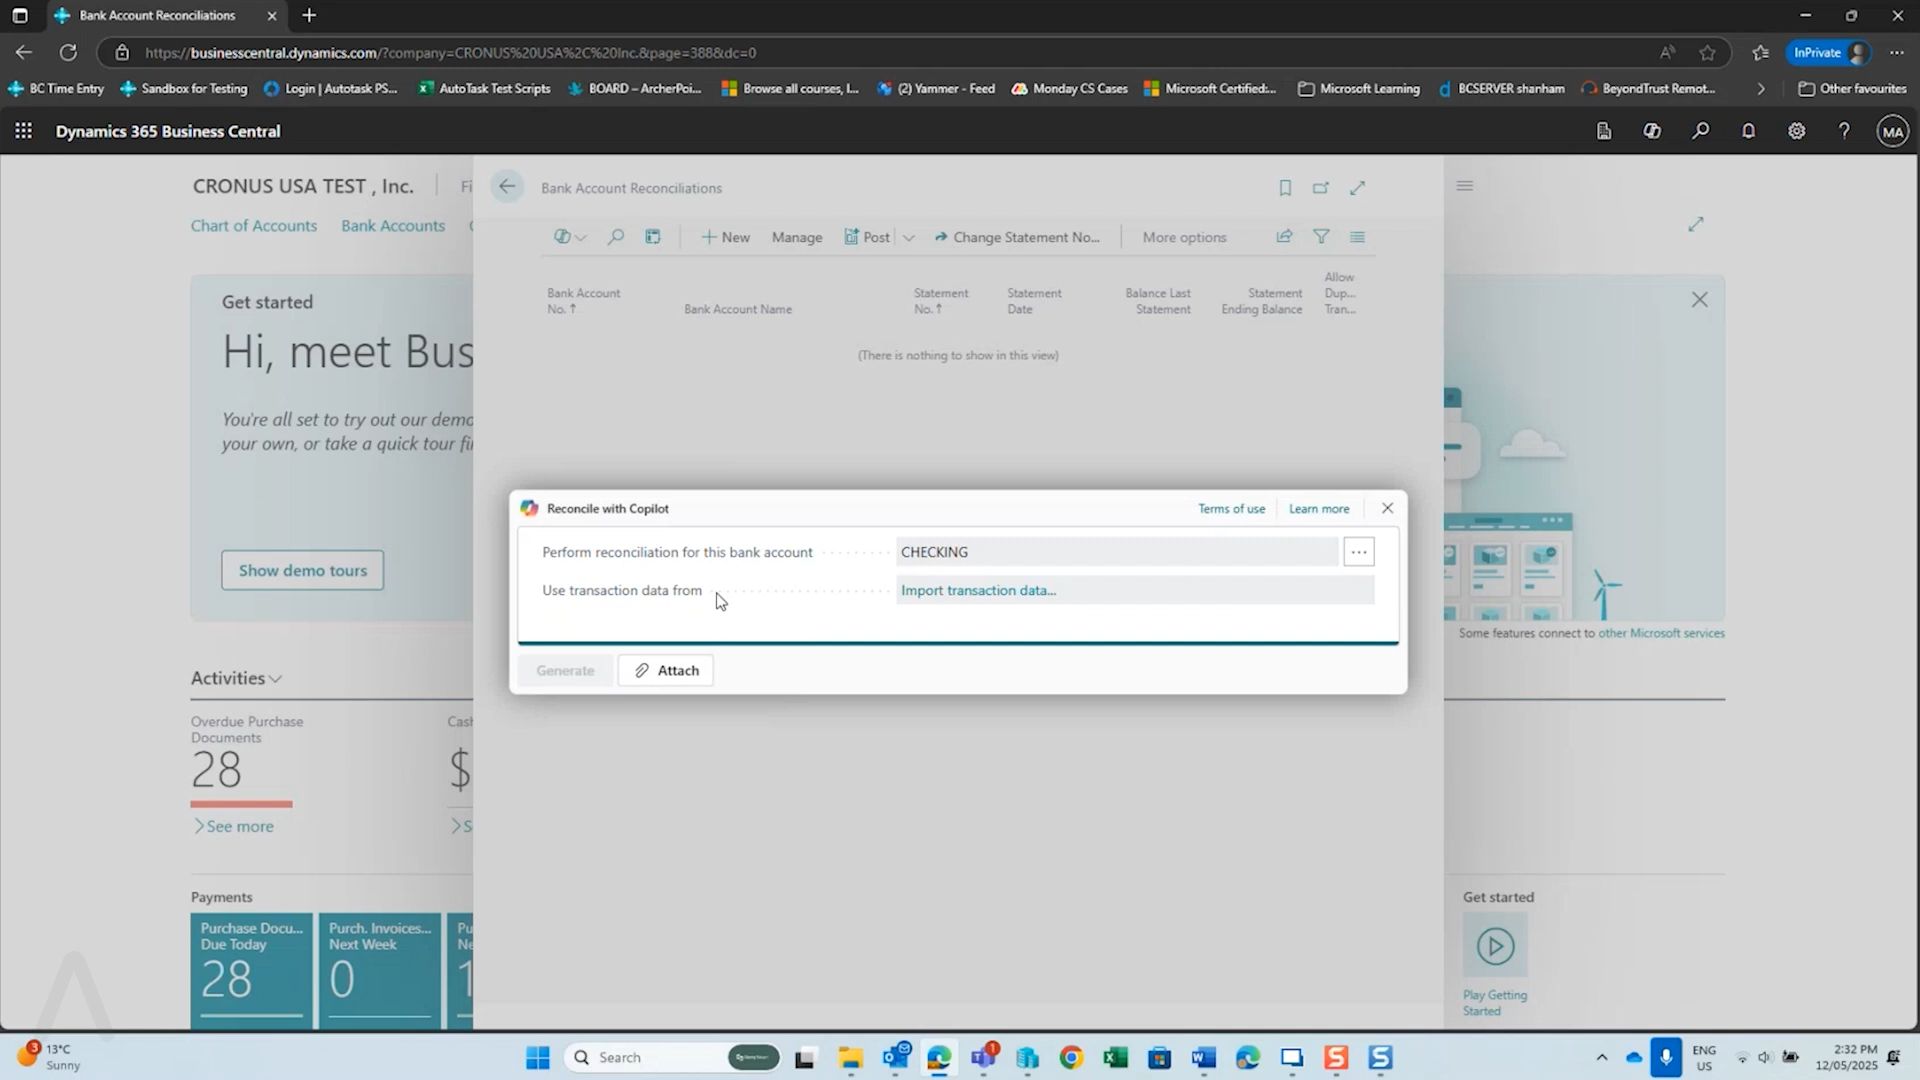 Bank Account Reconciliations
https://businesscentral.dynamics.com/?company=CRONUS%20USA%2C%20Inc.&page=388&dc=0
InPrivate
BC Time Entry
Sandbox for Testing
Login | Autotask PS...
AutoTask Test Scripts
BOARD – ArcherPoi...
Browse all courses, l...
(2) Yammer - Feed
Monday CS Cases
Microsoft Certified:...
Microsoft Learning
BCSERVER shanham
BeyondTrust Remot...
Other favourites
Dynamics 365 Business Central
MA
CRONUS USA TEST , Inc.
Fi
Chart of Accounts
Bank Accounts
Bank Account Reconciliations
New
Manage
Post
Change Statement No...
More options
Bank Account
No. ↑
Bank Account Name
Statement
No. ↑
Statement
Date
Balance Last
Statement
Statement
Ending Balance
Allow
Dup...
Tran...
(There is nothing to show in this view)
Get started
Hi, meet Bus
You're all set to try out our demo
your own, or take a quick tour fi
Show demo tours
Reconcile with Copilot
Terms of use
Learn more
Perform reconciliation for this bank account
CHECKING
Use transaction data from
Import transaction data...
Generate
Attach
Some features connect to other Microsoft services
Activities
Overdue Purchase
Documents
28
See more
Cash
$
S
Payments
Purchase Docu...
Due Today
28
Purch. Invoices...
Next Week
0
Pu
Ne
1
Get started
Play Getting
Started
3
13°C
Sunny
Search
1
ENG
US
2:32 PM
12/05/2025